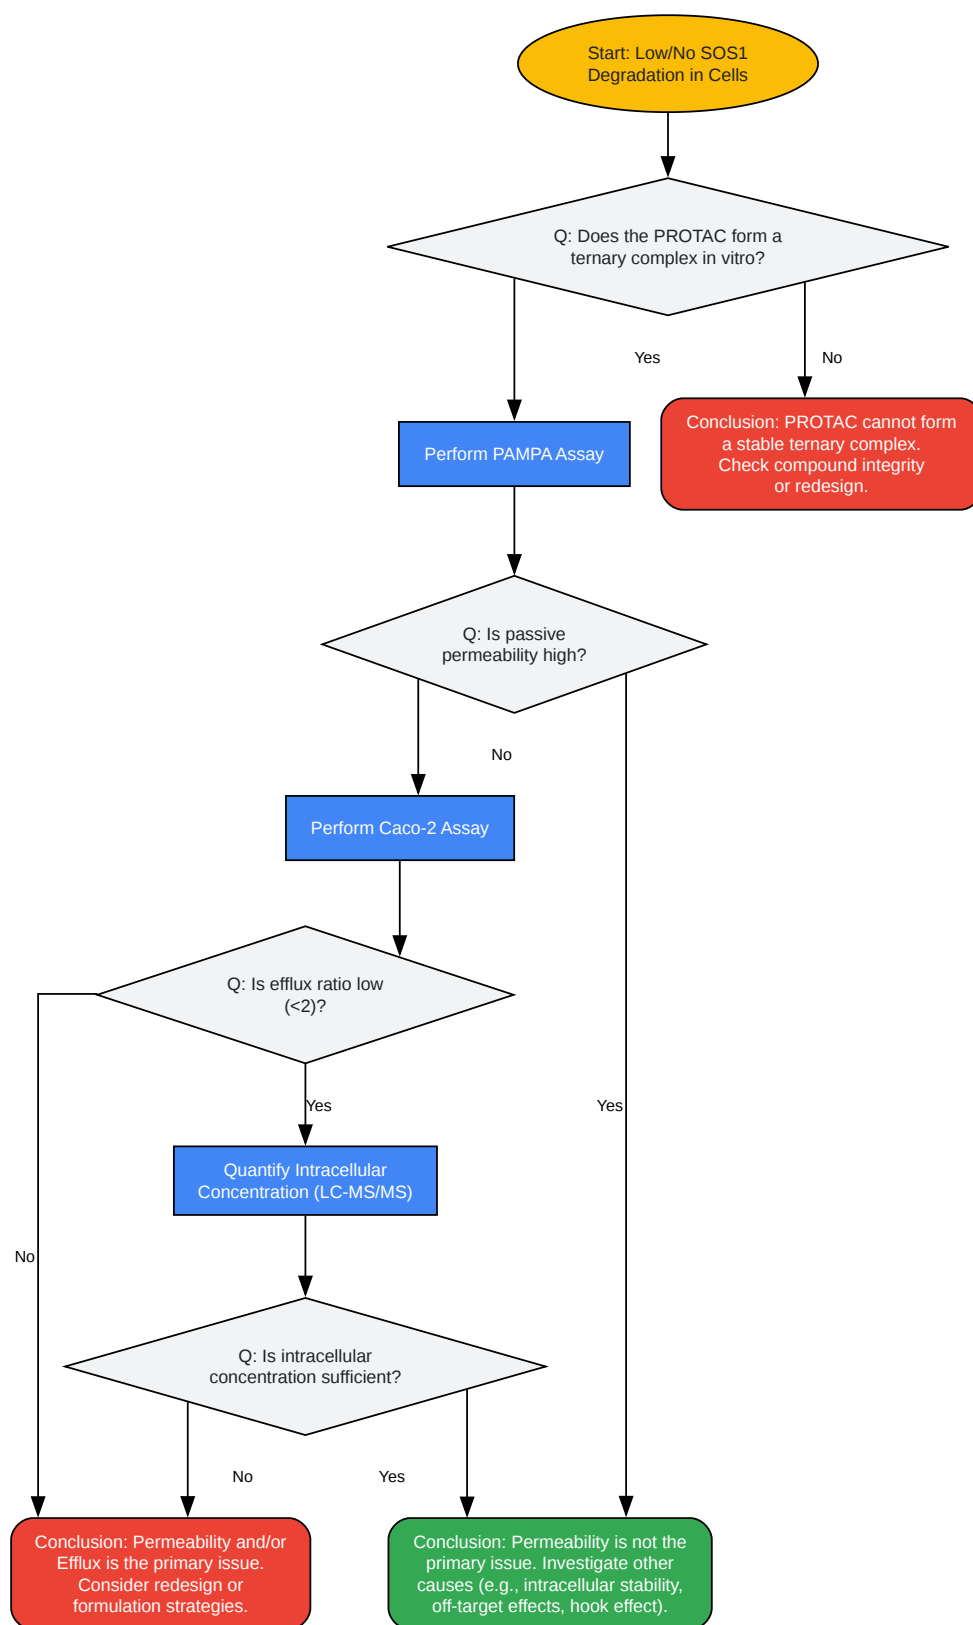 Start: Low/No SOS1
Degradation in Cells
Q: Does the PROTAC form a
ternary complex in vitro?
Yes
No
Conclusion: PROTAC cannot form
a stable ternary complex.
Check compound integrity
or redesign.
Perform PAMPA Assay
Q: Is passive
permeability high?
No
Perform Caco-2 Assay
Q: Is efflux ratio low
(<2)?
Yes
Yes
Quantify Intracellular
Concentration (LC-MS/MS)
No
Q: Is intracellular
concentration sufficient?
No
Yes
Conclusion: Permeability and/or
Efflux is the primary issue.
Consider redesign or
formulation strategies.
Conclusion: Permeability is not the
primary issue. Investigate other
causes (e.g., intracellular stability,
off-target effects, hook effect).